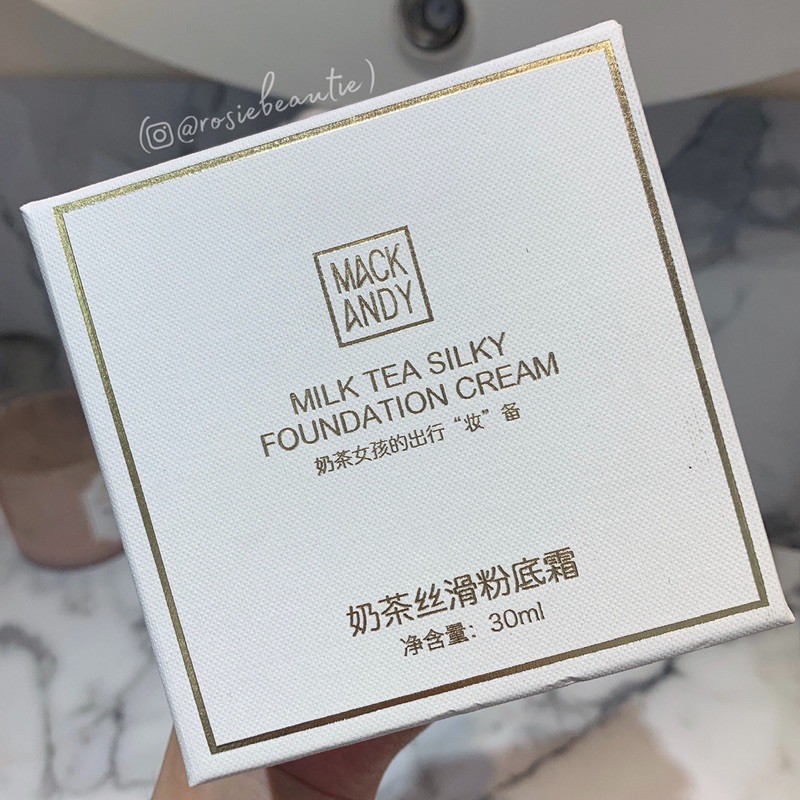 (@rosiebeautie)
MACK
ANDY
MILK TEA SILKY
FOUNDATION CREAM
奶茶女孩的出行“妆”备
奶茶丝滑粉底霜
净含量：30ml